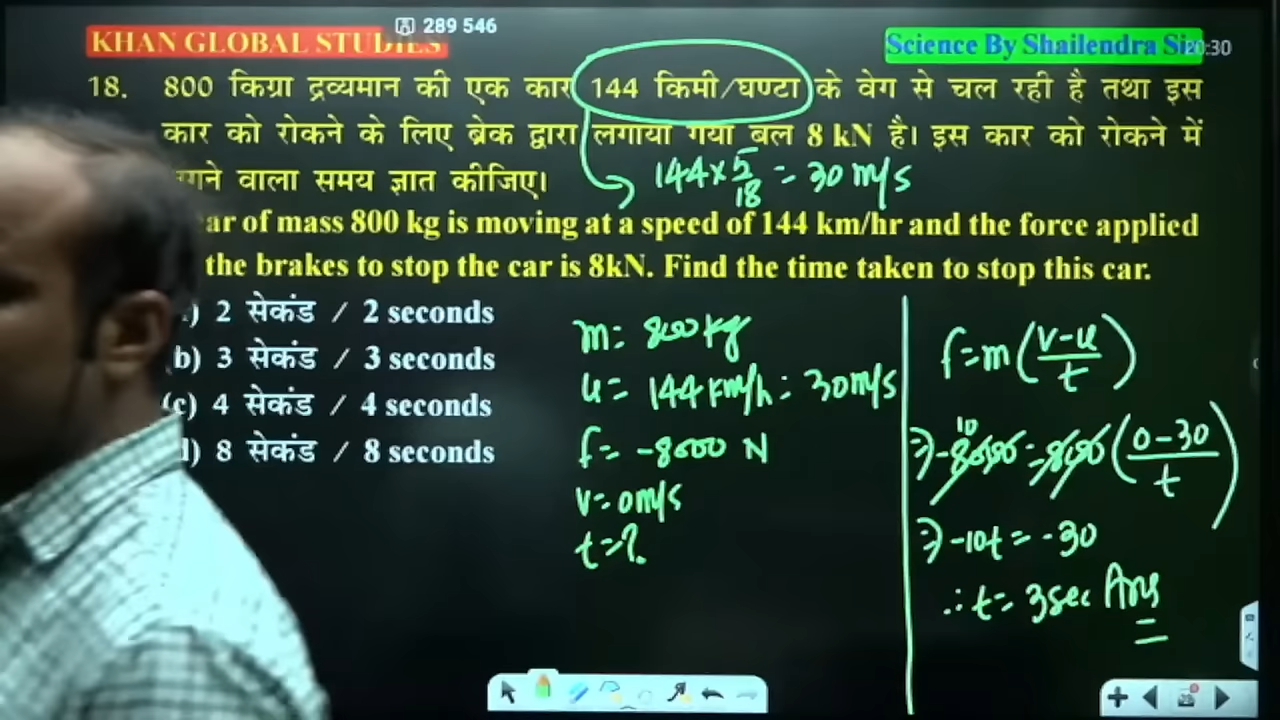 289 546
KHAN GLOBAL STUDIES
Science By Shailendra Sir
:30
18. 800 किग्रा द्रव्यमान की एक कार 144 किमी/घण्टा के वेग से चल रही है तथा इस
कार को रोकने के लिए ब्रेक द्वारा लगाया गया बल 8 kN है। इस कार को रोकने में
वाला समय ज्ञात कीजिए।
144 × 5/18 = 30 m/s
of mass 800 kg is moving at a speed of 144 km/hr and the force applied
the brakes to stop the car is 8kN. Find the time taken to stop this car.
2 सेकंड / 2 seconds
(b) 3 सेकंड / 3 seconds
(c) 4 सेकंड / 4 seconds
8 सेकंड / 8 seconds
m = 800 kg
u = 144 km/h = 30 m/s
f = -8000 N
v = 0 m/s
t = ?
f = m (v-u/t)
⇒ -8000 = 800 (0-30/t)
10
⇒ -10t = -30
∴ t = 3 sec Ans